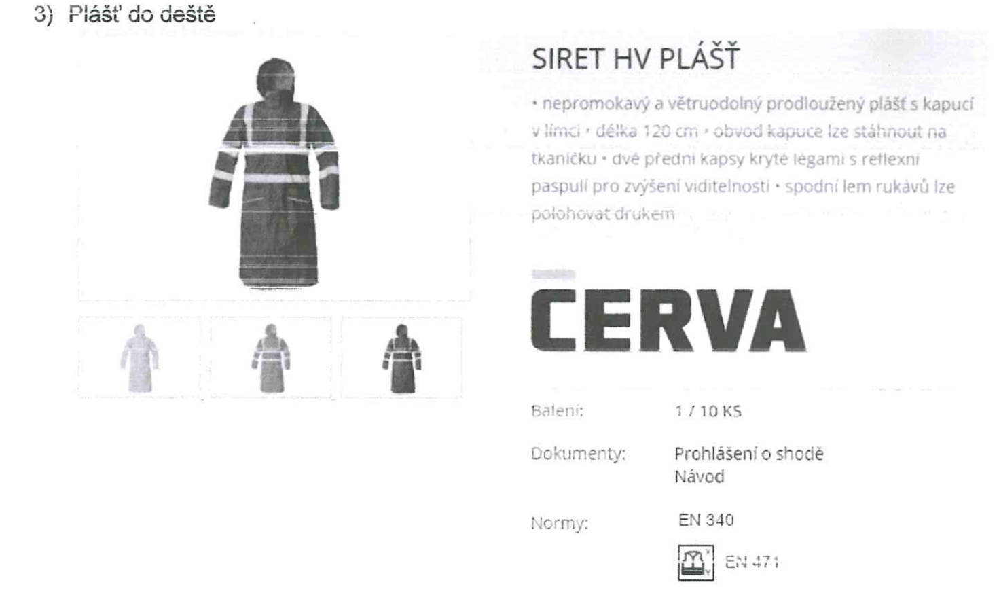 3) Plášť do deště
SIRET HV PLÁŠŤ
• nepromokavý a větruodolný prodloužený plášť s kapucí
v límci • délka 120 cm • obvod kapuce lze stáhnout na
tkaničku • dvě přední kapsy kryté légami s reflexní
paspulí pro zvýšení viditelnosti • spodní lem rukávů lze
polohovat drukem
CERVA
Balení: 1 / 10 KS
Dokumenty: Prohlášení o shodě
Návod
Normy: EN 340
X
Y
EN 471